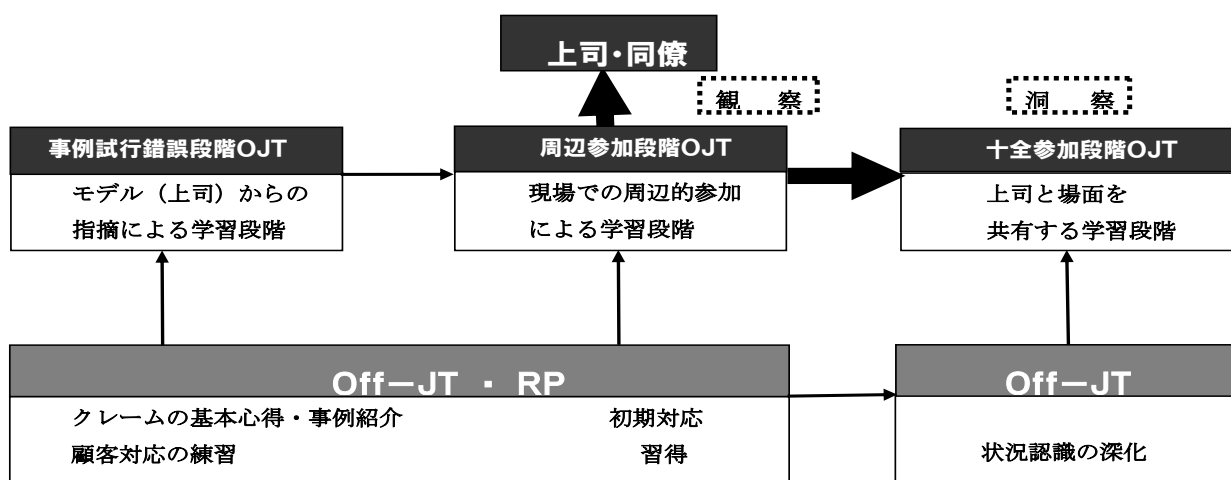 上司・同僚
観　察
洞　察
事例試行錯誤段階OJT
モデル（上司）からの
指摘による学習段階
周辺参加段階OJT
現場での周辺的参加
による学習段階
十全参加段階OJT
上司と場面を
共有する学習段階
Off－JT ・ RP
クレームの基本心得・事例紹介
顧客対応の練習
初期対応
習得
Off－JT
状況認識の深化